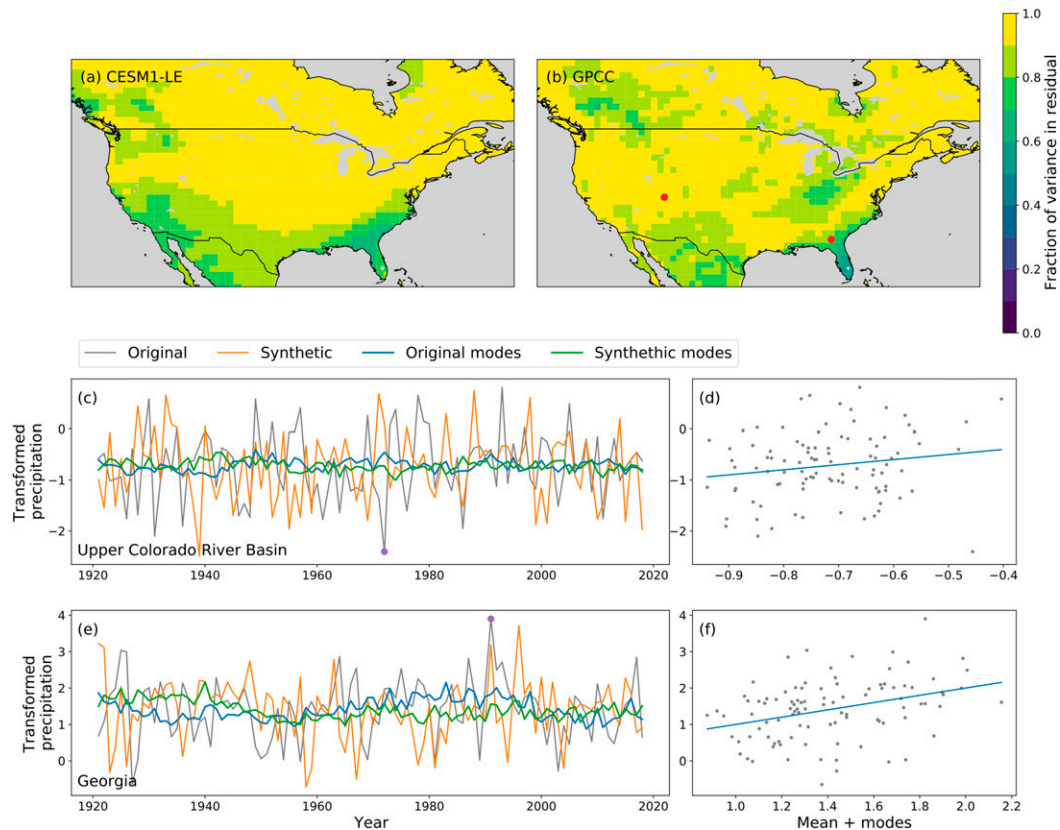 (a) CESM1-LE
(b) GPCC
1.0
0.8
0.6
0.4
0.2
0.0
Fraction of variance in residual
Original
Synthetic
Original modes
Synthethic modes
(c)
0
−1
−2
Transformed
precipitation
Upper Colorado River Basin
1920
1940
1960
1980
2000
2020
(d)
0
−1
−2
−0.9
−0.8
−0.7
−0.6
−0.5
−0.4
(e)
4
3
2
1
0
Transformed
precipitation
Georgia
1920
1940
1960
1980
2000
2020
Year
(f)
4
3
2
1
0
1.0
1.2
1.4
1.6
1.8
2.0
2.2
Mean + modes